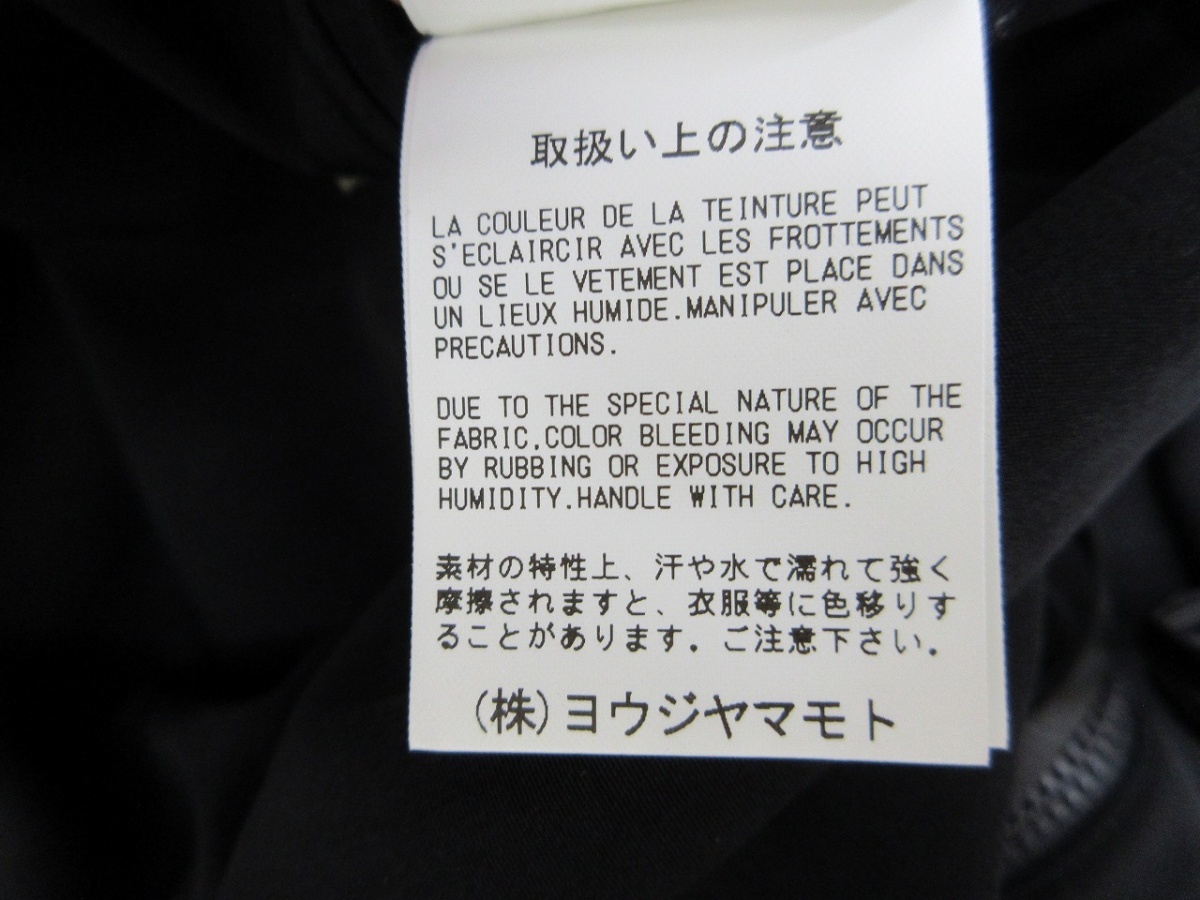 取扱い上の注意
LA COULEUR DE LA TEINTURE PEUT
S'ECLAIRCIR AVEC LES FROTTEMENTS
OU SE LE VETEMENT EST PLACE DANS
UN LIEUX HUMIDE.MANIPULER AVEC
PRECAUTIONS.
DUE TO THE SPECIAL NATURE OF THE
FABRIC,COLOR BLEEDING MAY OCCUR
BY RUBBING OR EXPOSURE TO HIGH
HUMIDITY.HANDLE WITH CARE.
素材の特性上、汗や水で濡れて強く
摩擦されますと、衣服等に色移りす
ることがあります。ご注意下さい。
(株)ヨウジヤマモト